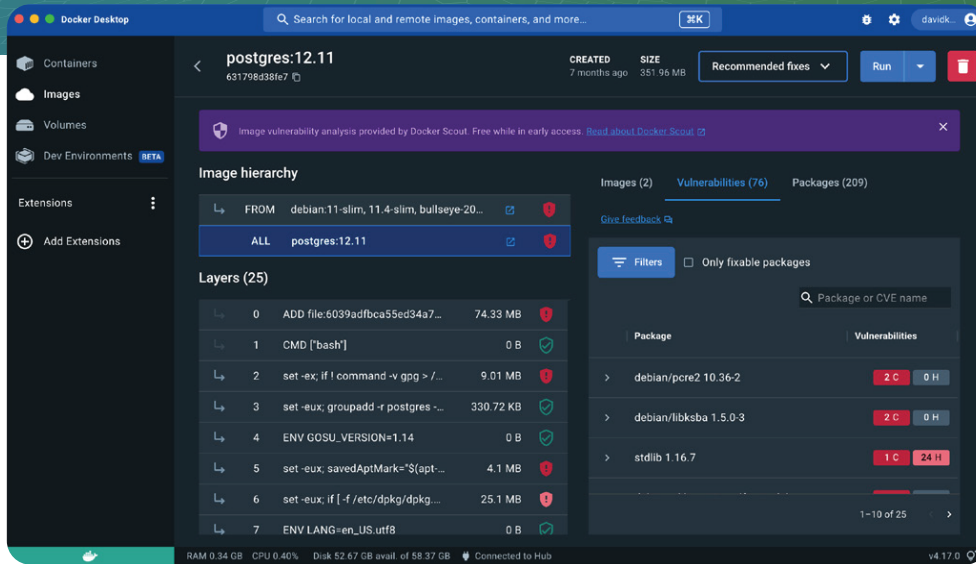 Docker Desktop
Search for local and remote images, containers, and more...
⌘K
davidk...
Containers
Images
Volumes
Dev Environments BETA
Extensions
Add Extensions
postgres:12.11
631798d38fe7
CREATED
7 months ago
SIZE
351.96 MB
Recommended fixes
Run
Image vulnerability analysis provided by Docker Scout. Free while in early access. Read about Docker Scout
Image hierarchy
FROM debian:11-slim, 11.4-slim, bullseye-20...
ALL postgres:12.11
Layers (25)
0 ADD file:6039adfbca55ed34a7... 74.33 MB
1 CMD ["bash"] 0 B
2 set -ex; if ! command -v gpg > /... 9.01 MB
3 set -eux; groupadd -r postgres -... 330.72 KB
4 ENV GOSU_VERSION=1.14 0 B
5 set -eux; savedAptMark="$(apt-... 4.1 MB
6 set -eux; if [ -f /etc/dpkg/dpkg.... 25.1 MB
7 ENV LANG=en_US.utf8 0 B
Images (2) Vulnerabilities (76) Packages (209)
Give feedback
Filters Only fixable packages
Package or CVE name
Package Vulnerabilities
debian/pcre2 10.36-2 2 C 0 H
debian/libksba 1.5.0-3 2 C 0 H
stdlib 1.16.7 1 C 24 H
1–10 of 25
RAM 0.34 GB CPU 0.40% Disk 52.67 GB avail. of 58.37 GB Connected to Hub
v4.17.0